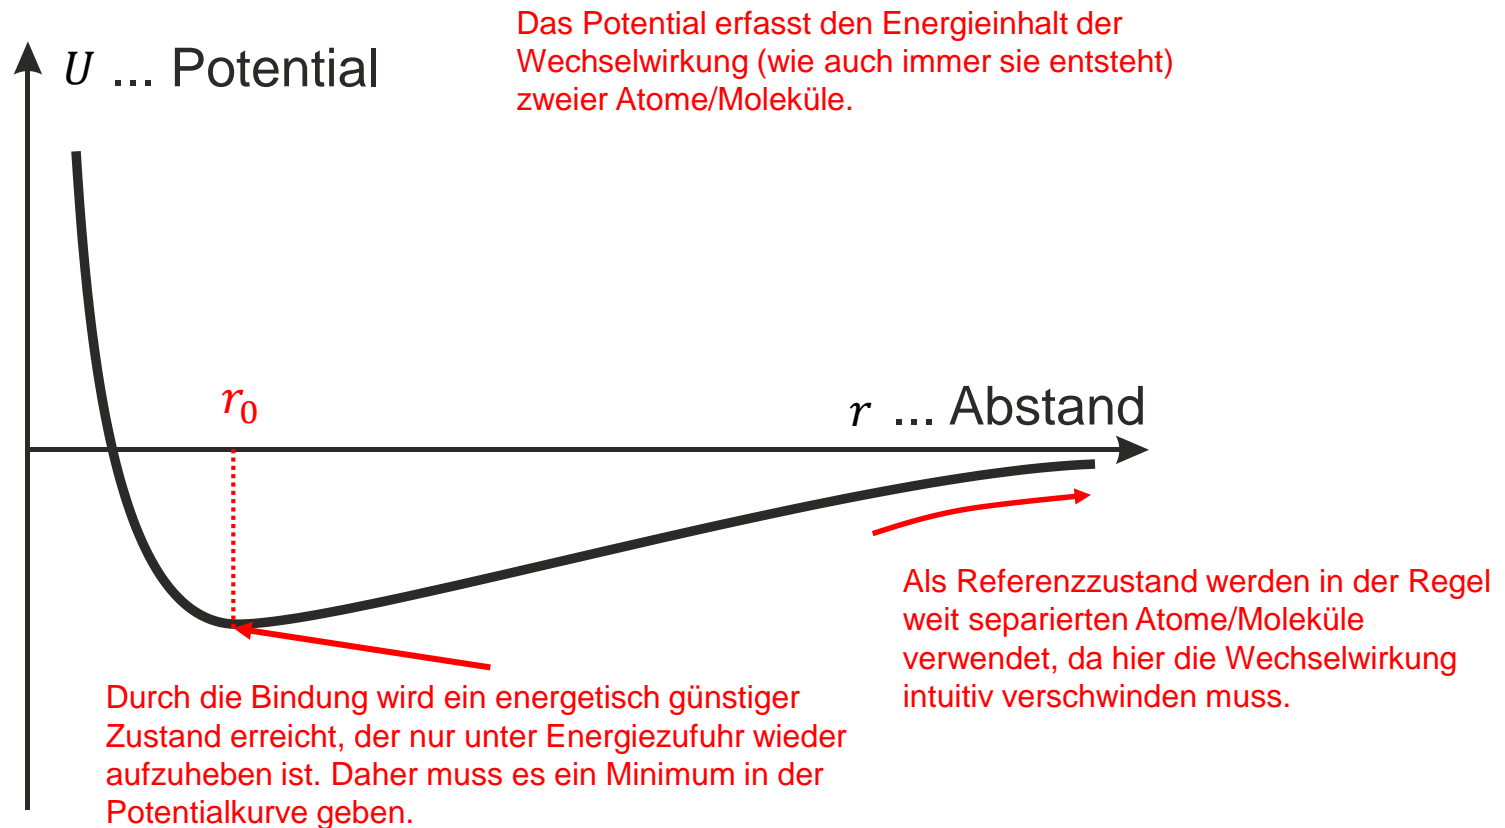 Das Potential erfasst den Energieinhalt der
Wechselwirkung (wie auch immer sie entsteht)
zweier Atome/Moleküle.
U ... Potential
r₀
r ... Abstand
Als Referenzzustand werden in der Regel
weit separierten Atome/Moleküle
verwendet, da hier die Wechselwirkung
intuitiv verschwinden muss.
Durch die Bindung wird ein energetisch günstiger
Zustand erreicht, der nur unter Energiezufuhr wieder
aufzuheben ist. Daher muss es ein Minimum in der
Potentialkurve geben.